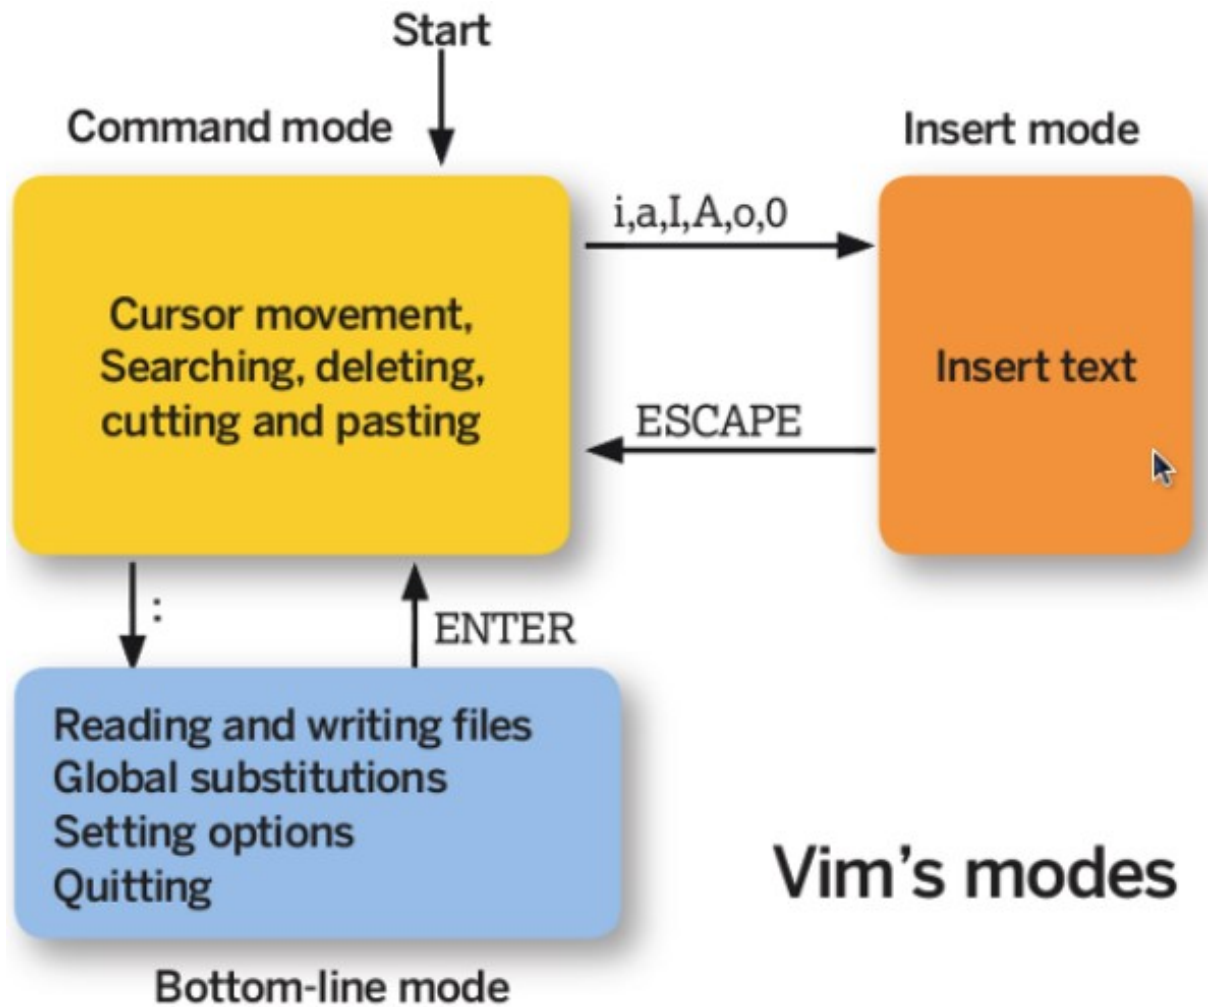 Start
Command mode
Insert mode
i,a,I,A,o,0
Cursor movement,
Searching, deleting,
cutting and pasting
Insert text
ESCAPE
:
ENTER
Reading and writing files
Global substitutions
Setting options
Quitting
Vim’s modes
Bottom-line mode